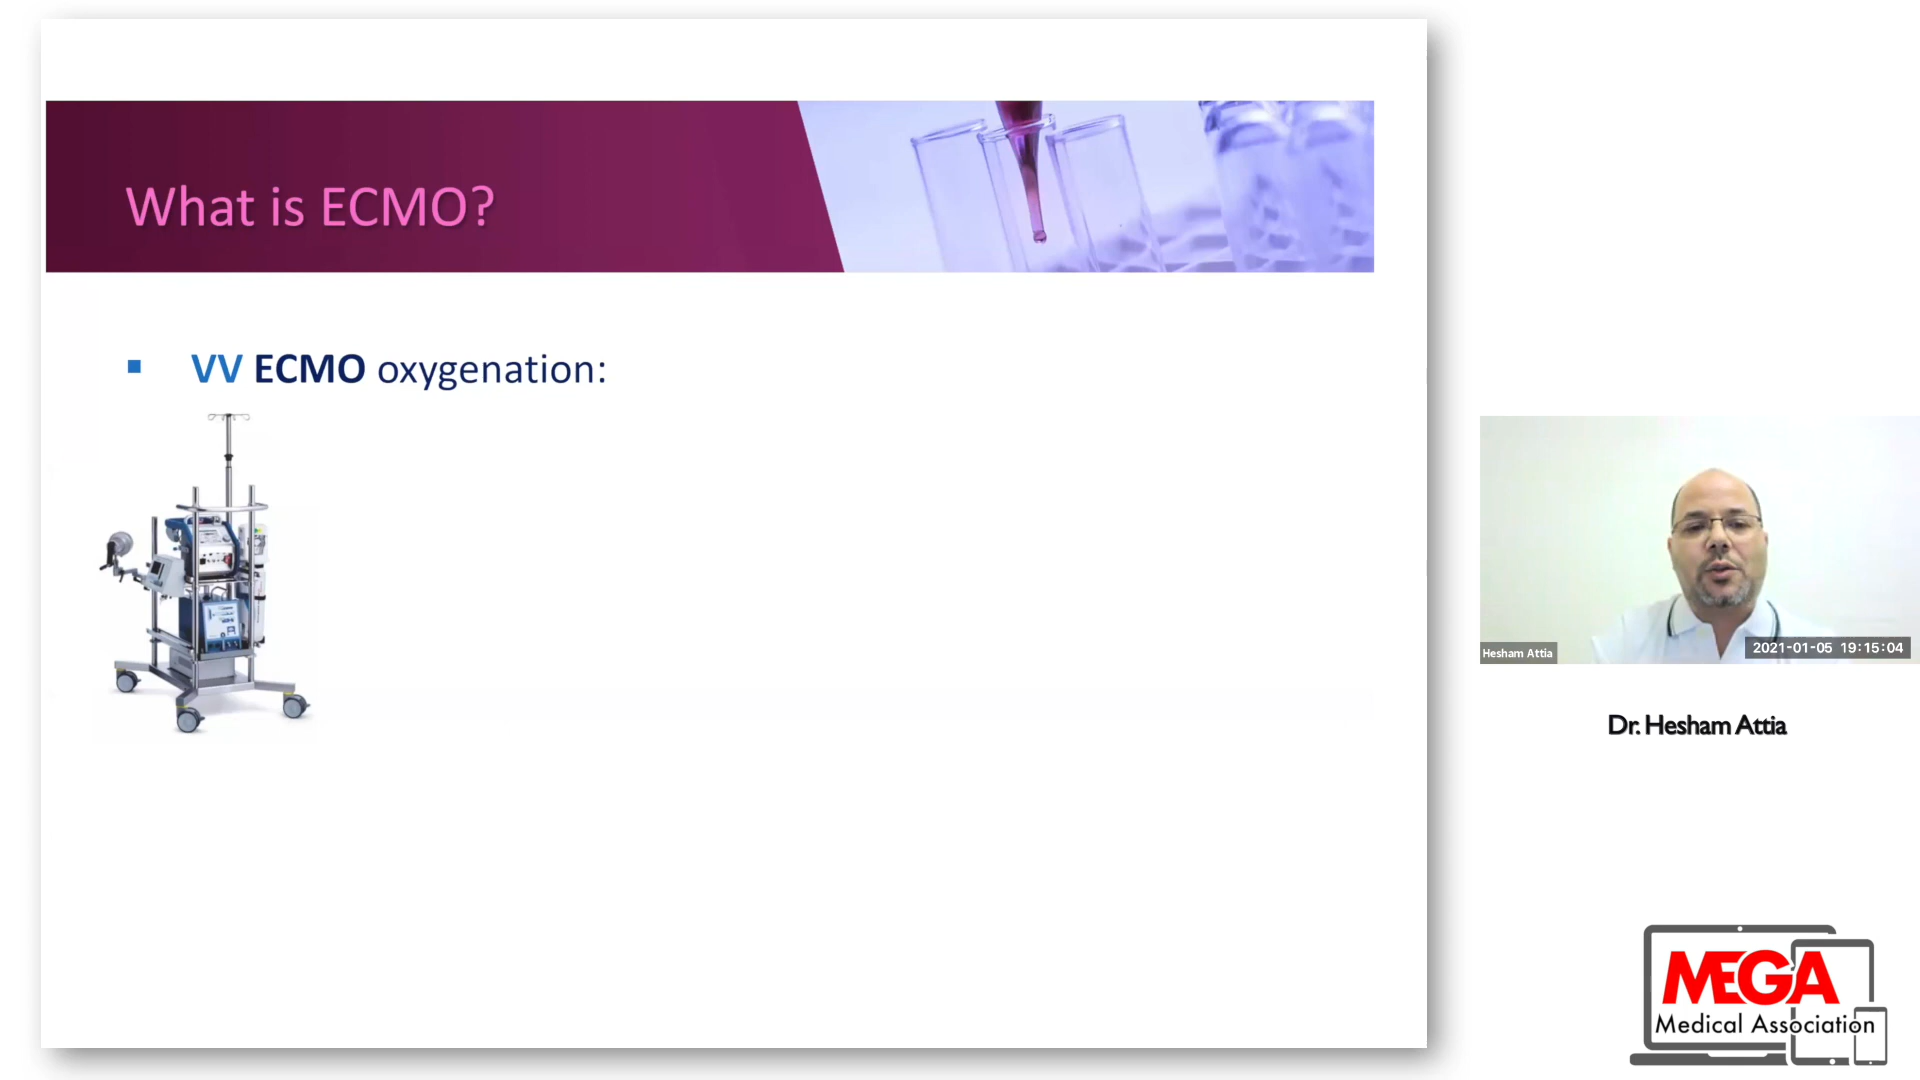 What is ECMO?
VV ECMO oxygenation:
Hesham Attia
2021-01-05 19:15:04
Dr. Hesham Attia
MEGA
Medical Association